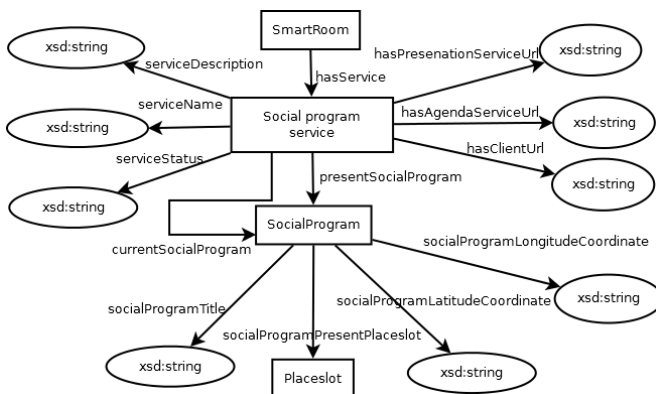 SmartRoom
xsd:string
serviceDescription
hasPresenationServiceUrl
xsd:string
hasService
serviceName
xsd:string
Social program
service
hasAgendaServiceUrl
xsd:string
serviceStatus
hasClientUrl
xsd:string
presentSocialProgram
xsd:string
SocialProgram
currentSocialProgram
socialProgramLongitudeCoordinate
socialProgramTitle
socialProgramLatitudeCoordinate
xsd:string
socialProgramPresentPlaceslot
xsd:string
Placeslot
xsd:string